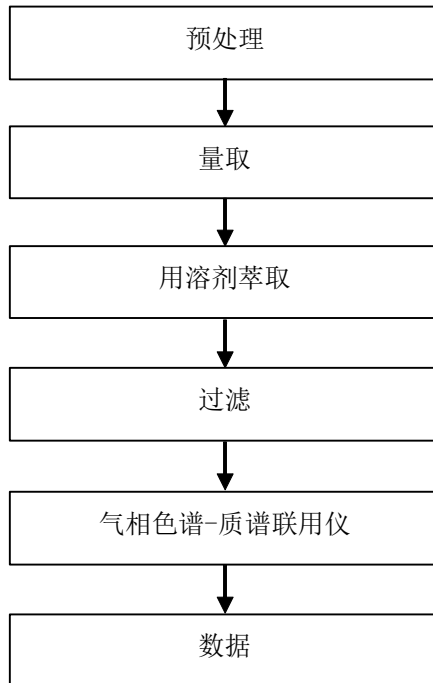 预处理
量取
用溶剂萃取
过滤
气相色谱-质谱联用仪
数据